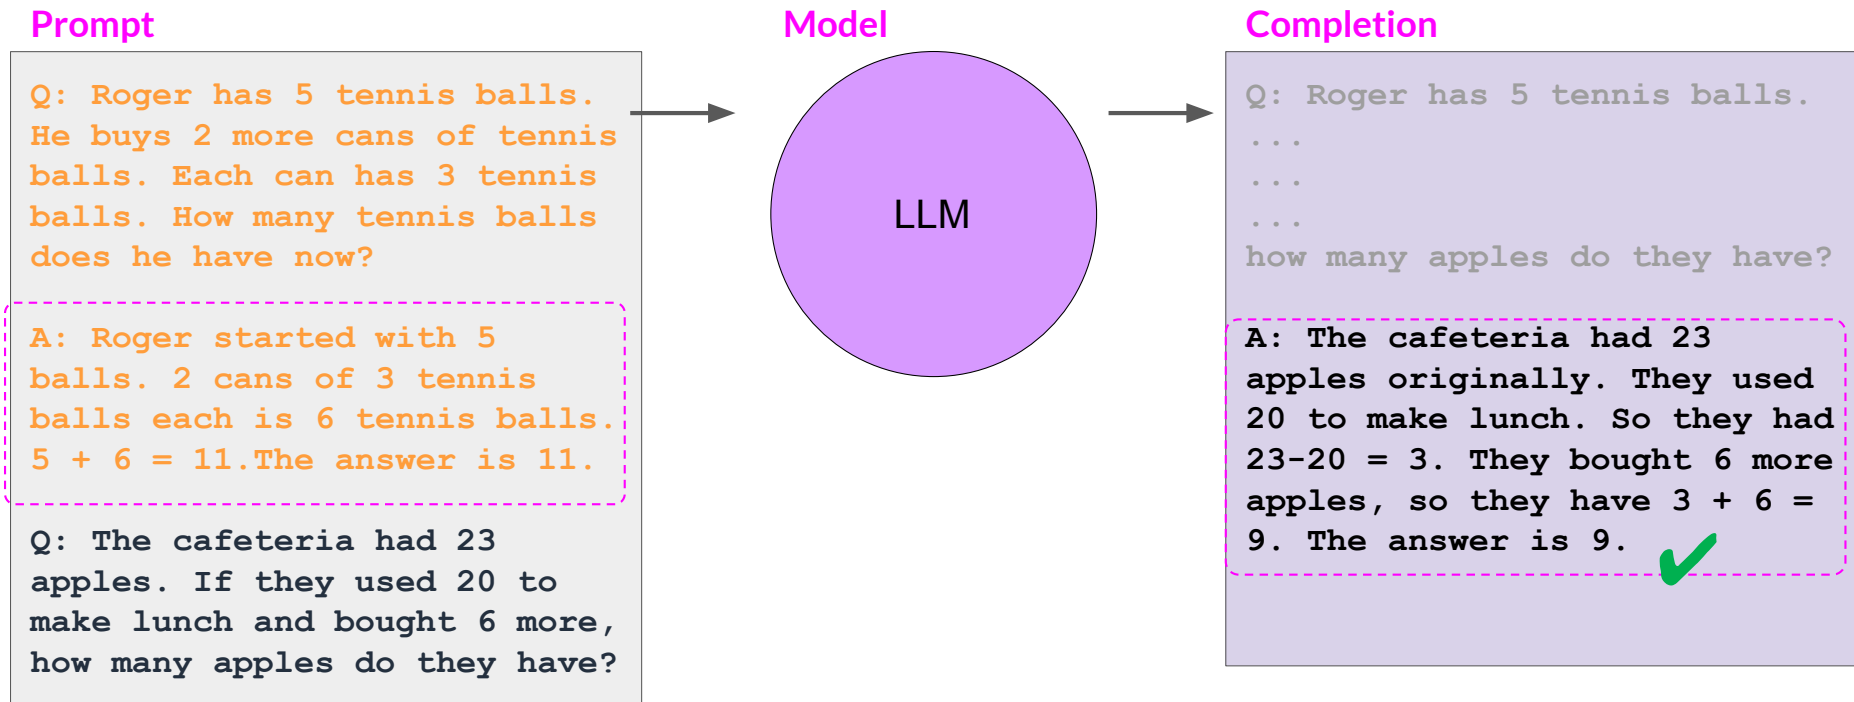 Prompt
Q: Roger has 5 tennis balls.
He buys 2 more cans of tennis
balls. Each can has 3 tennis
balls. How many tennis balls
does he have now?
A: Roger started with 5
balls. 2 cans of 3 tennis
balls each is 6 tennis balls.
5 + 6 = 11.The answer is 11.
Q: The cafeteria had 23
apples. If they used 20 to
make lunch and bought 6 more,
how many apples do they have?
Model
LLM
Completion
Q: Roger has 5 tennis balls.
...
...
...
how many apples do they have?
A: The cafeteria had 23
apples originally. They used
20 to make lunch. So they had
23-20 = 3. They bought 6 more
apples, so they have 3 + 6 =
9. The answer is 9.